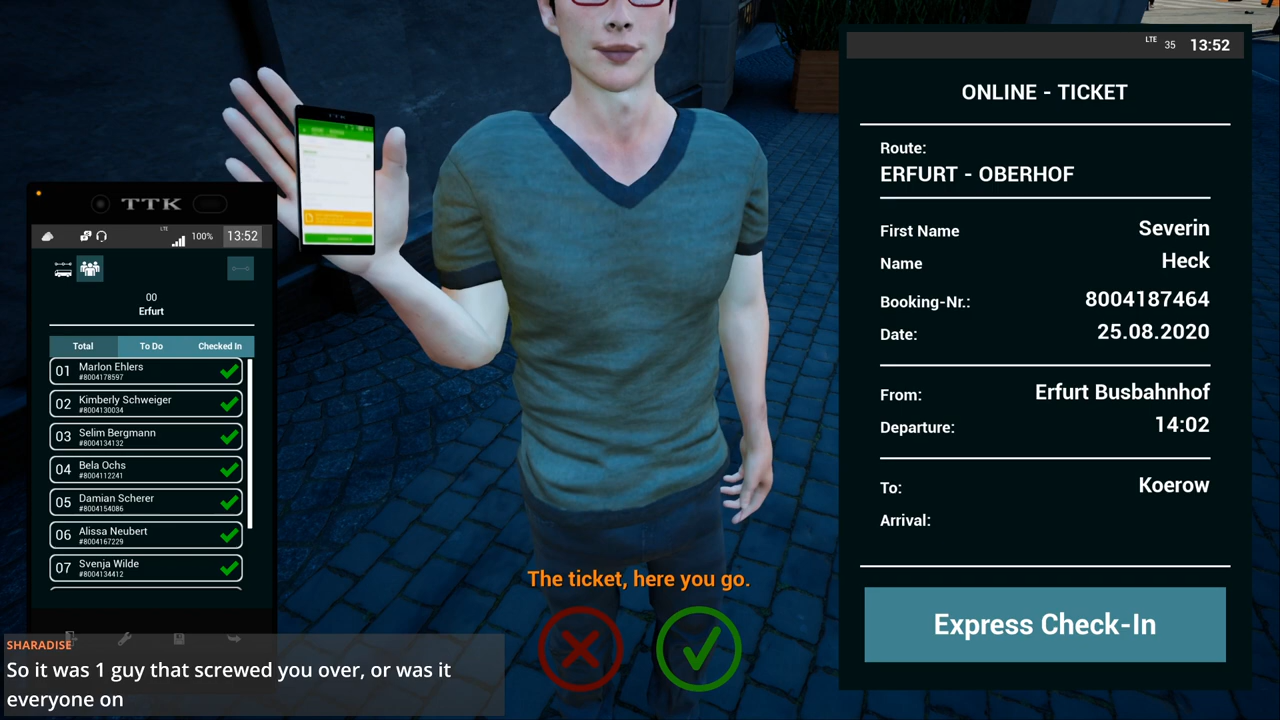 LTE 35 13:52
ONLINE - TICKET
Route:
ERFURT - OBERHOF
First Name Severin
Name Heck
Booking-Nr.: 8004187464
Date: 25.08.2020
From: Erfurt Busbahnhof
Departure: 14:02
To: Koerow
Arrival:
Express Check-In
TTK
LTE 100% 13:52
00
Erfurt
Total To Do Checked In
01 Marlon Ehlers
#8004178597
02 Kimberly Schweiger
#8004130034
03 Selim Bergmann
#8004134132
04 Bela Ochs
#8004112241
05 Damian Scherer
#8004154086
06 Alissa Neubert
#8004167229
07 Svenja Wilde
#8004134412
The ticket, here you go.
SHARADISE
So it was 1 guy that screwed you over, or was it
everyone on